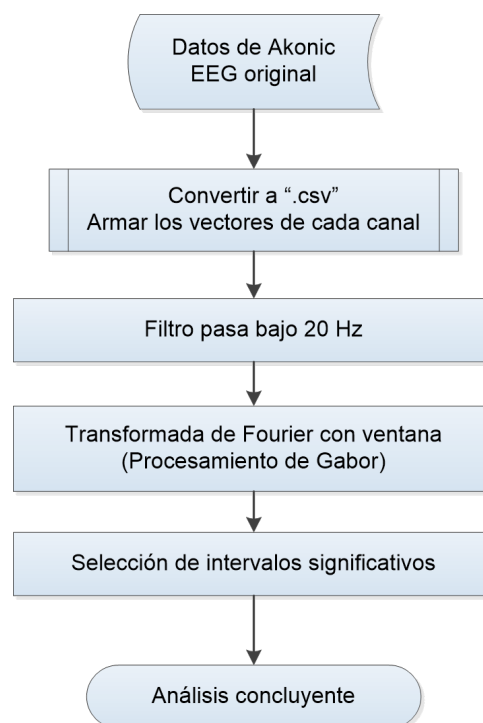 Datos de Akonic
EEG original
Convertir a “.csv”
Armar los vectores de cada canal
Filtro pasa bajo 20 Hz
Transformada de Fourier con ventana
(Procesamiento de Gabor)
Selección de intervalos significativos
Análisis concluyente